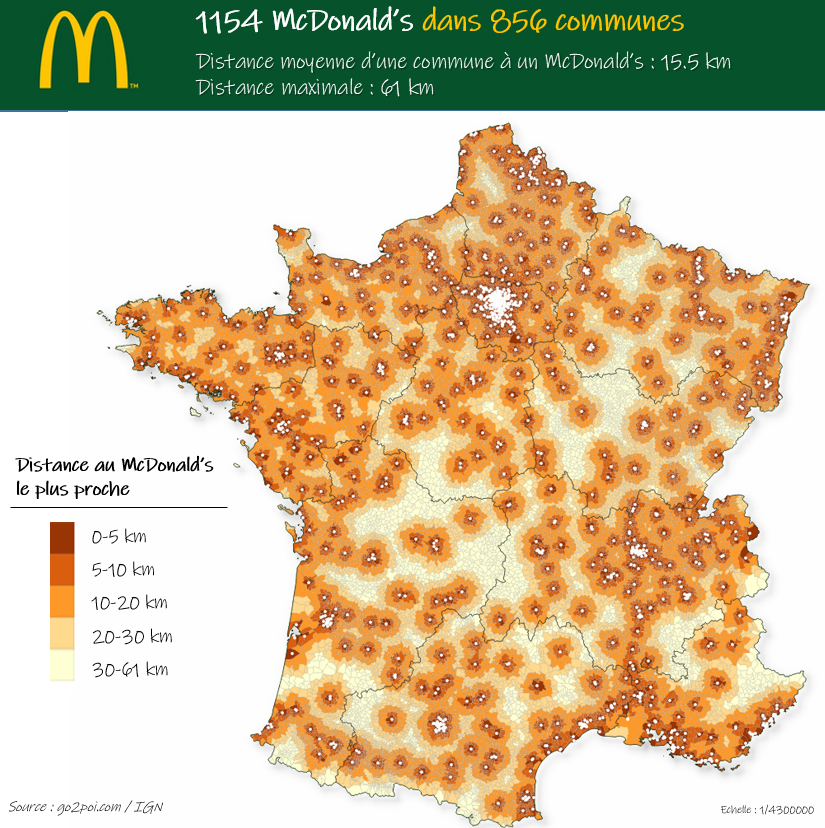 1154 McDonald's dans 856 communes
Distance moyenne d'une commune à un McDonald's : 15.5 km
Distance maximale : 61 km
M™
Distance au McDonald's
le plus proche
0-5 km
5-10 km
10-20 km
20-30 km
30-61 km
Source : go2poi.com / IGN
Echelle : 1/4300000